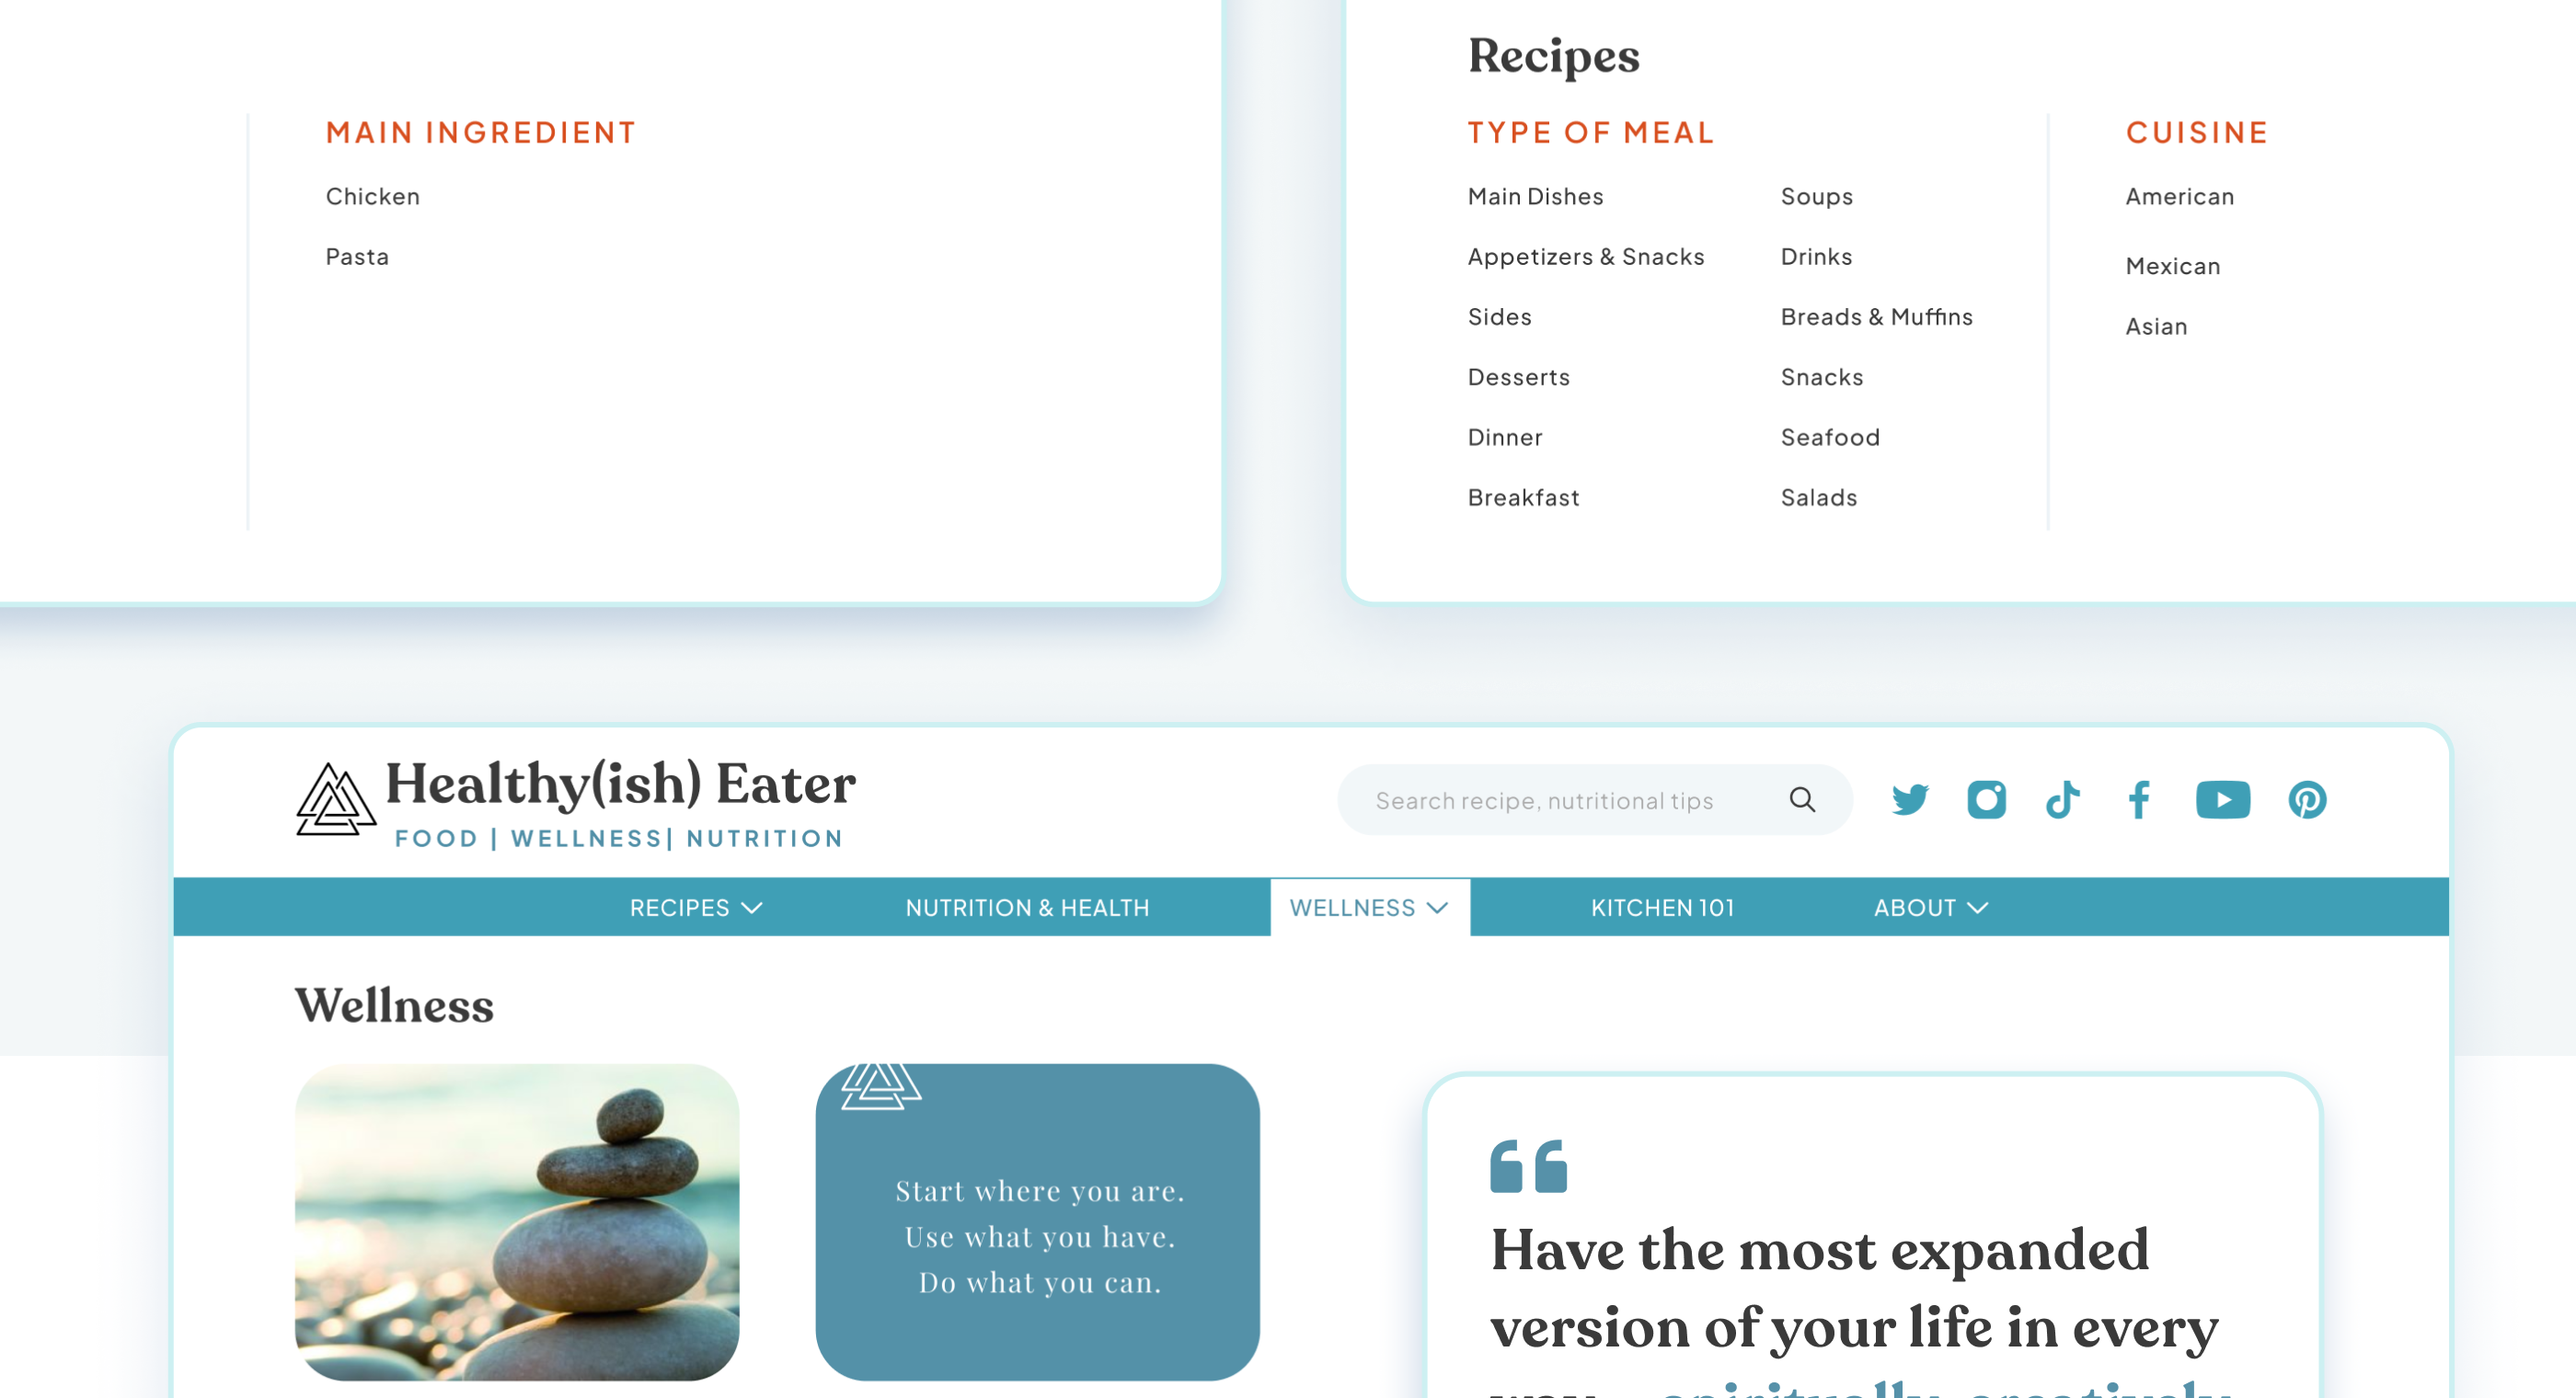 MAIN INGREDIENT
Chicken
Pasta
Recipes
TYPE OF MEAL
Main Dishes
Appetizers & Snacks
Sides
Desserts
Dinner
Breakfast
Soups
Drinks
Breads & Muffins
Snacks
Seafood
Salads
CUISINE
American
Mexican
Asian
Healthy(ish) Eater
FOOD | WELLNESS| NUTRITION
Search recipe, nutritional tips
RECIPES
NUTRITION & HEALTH
WELLNESS
KITCHEN 101
ABOUT
Wellness
Start where you are.
Use what you have.
Do what you can.
Have the most expanded
version of your life in every
spiritually, creatively